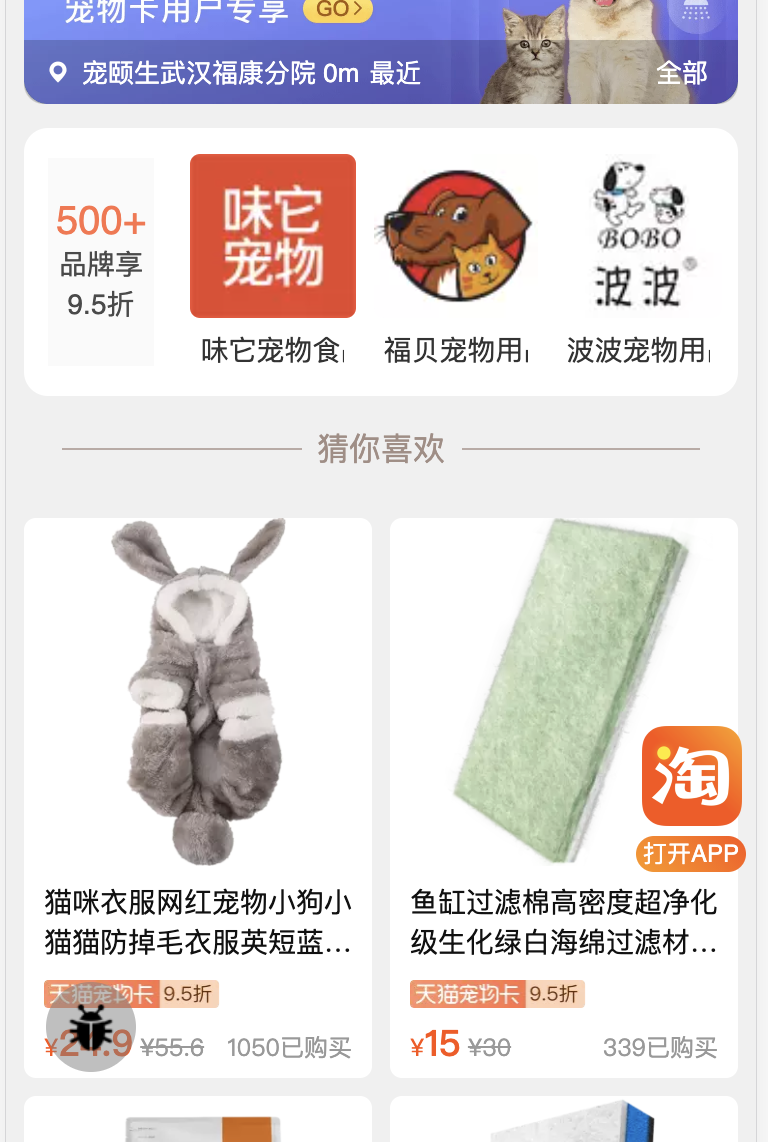 宠物卡用户专享 GO>
宠颐生武汉福康分院 0m 最近 全部
500+
品牌享
9.5折
味它
宠物
BOBO
波波®
味它宠物食
福贝宠物用
波波宠物用
猜你喜欢
淘
打开APP
猫咪衣服网红宠物小狗小
猫猫防掉毛衣服英短蓝...
天猫宠物卡 9.5折
¥55.6 1050已购买
鱼缸过滤棉高密度超净化
级生化绿白海绵过滤材...
天猫宠物卡 9.5折
¥15 ¥30 339已购买